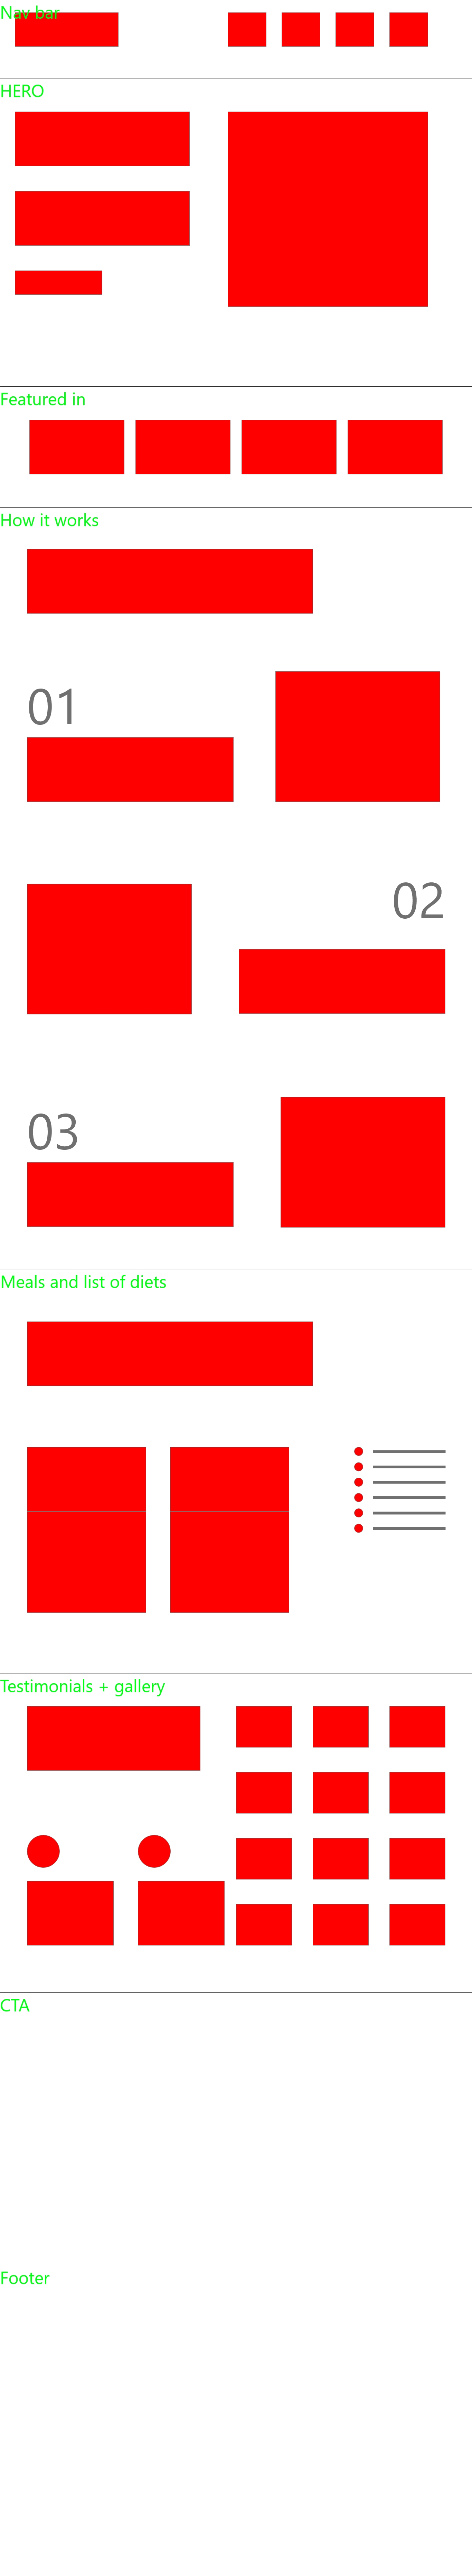 Nav bar
HERO
Featured in
How it works
01
02
03
Meals and list of diets
Testimonials + gallery
CTA
Footer